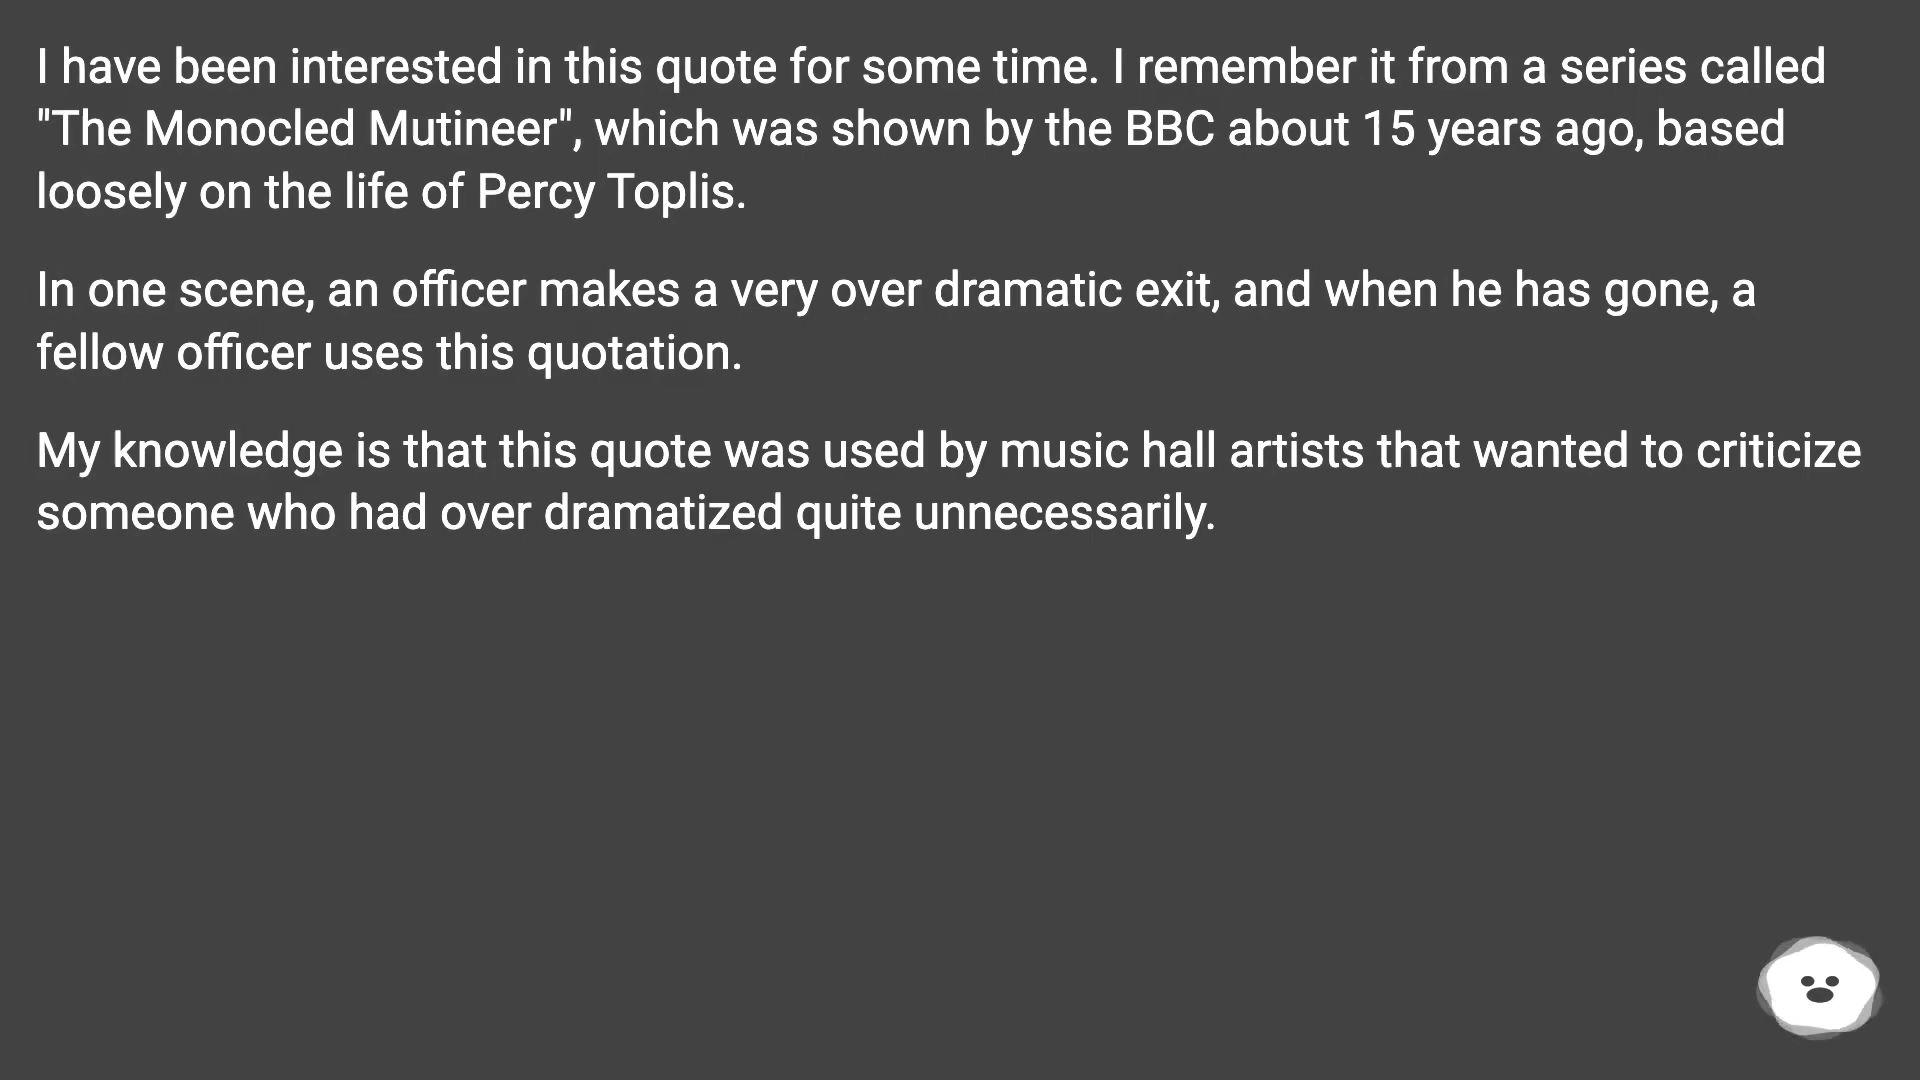 I have been interested in this quote for some time. I remember it from a series called
"The Monocled Mutineer", which was shown by the BBC about 15 years ago, based
loosely on the life of Percy Toplis.
In one scene, an officer makes a very over dramatic exit, and when he has gone, a
fellow officer uses this quotation.
My knowledge is that this quote was used by music hall artists that wanted to criticize
someone who had over dramatized quite unnecessarily.